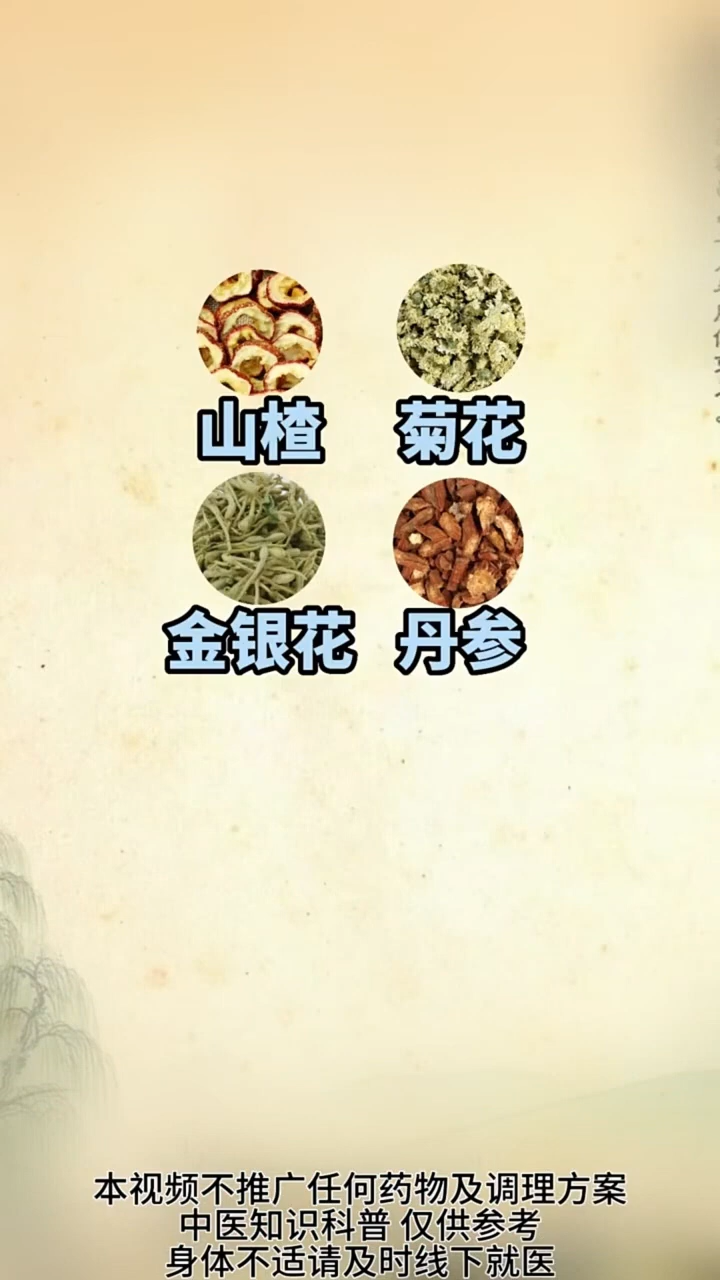 山楂 菊花
金银花 丹参
本视频不推广任何药物及调理方案
中医知识科普 仅供参考
身体不适请及时线下就医